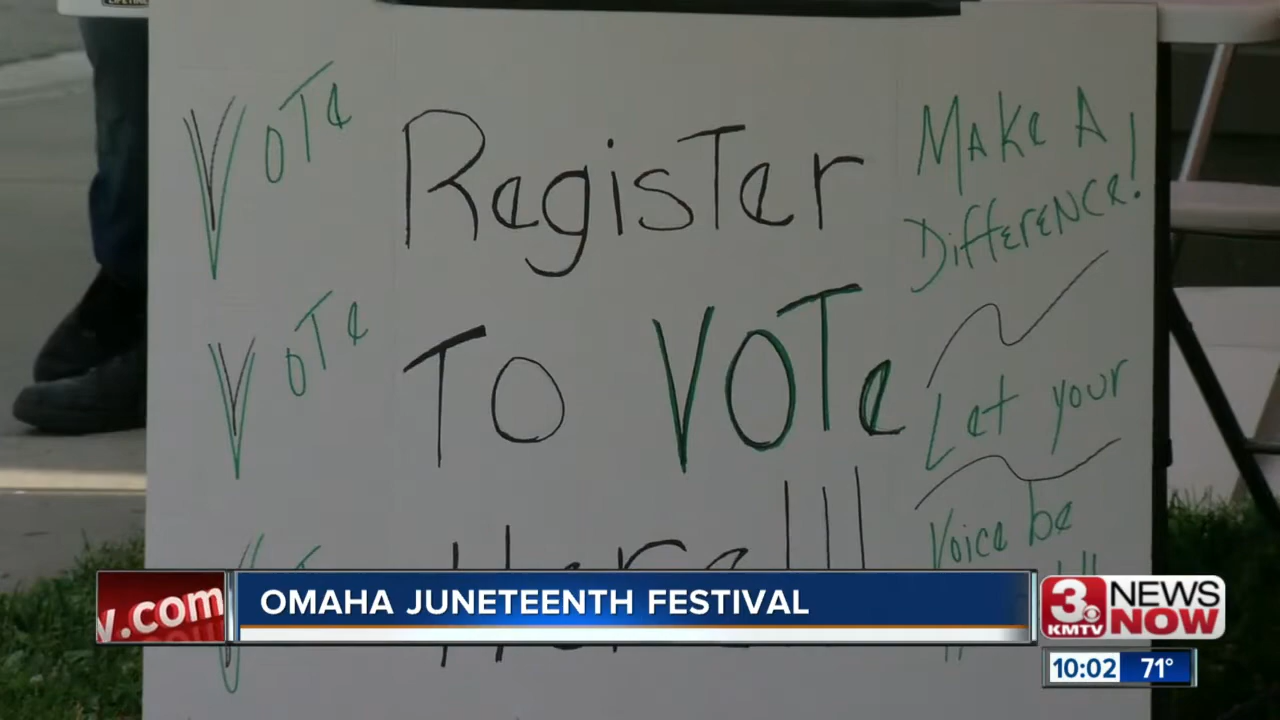 Vote
Register
Make A
Difference!
Vote
To Vote
Let your
Voice be
Here!!!
v.com
OMAHA JUNETEENTH FESTIVAL
3 NEWS
KMTV NOW
10:02 71°